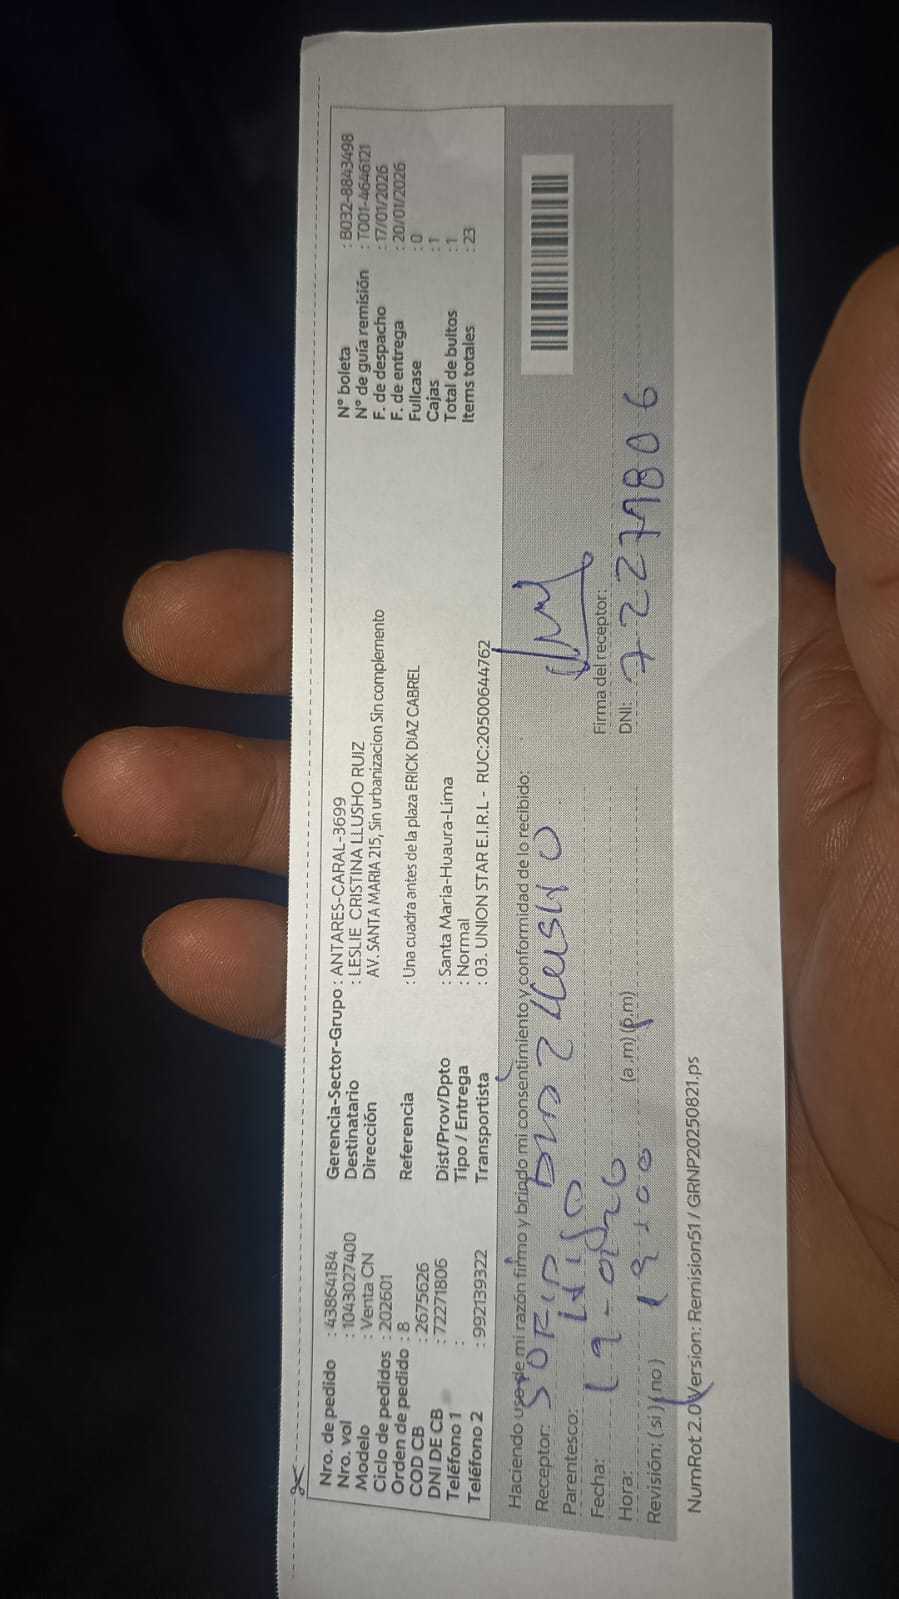 Nro. de pedido : 43864184
Nro. vol : 1043027400
Modelo : Venta CN
Ciclo de pedidos : 202601
Orden de pedido : 8
COD CB : 2675626
DNI DE CB : 72271806
Teléfono 1 :
Teléfono 2 : 992139322
Gerencia-Sector-Grupo : ANTARES-CARAL-3699
Destinatario : LESLIE CRISTINA LLUSHO RUIZ
Dirección AV. SANTA MARIA 215, Sin urbanizacion Sin complemento
Referencia : Una cuadra antes de la plaza ERICK DIAZ CABREL
Dist/Prov/Dpto : Santa Maria-Huaura-Lima
Tipo / Entrega : Normal
Transportista : 03. UNION STAR E.I.R.L - RUC:20500644762
N° boleta : B032-8843498
N° de guía remisión : T001-4646121
F. de despacho : 17/01/2026
F. de entrega : 20/01/2026
Fullcase : 0
Cajas : 1
Total de bultos : 1
Items totales : 23
Haciendo uso de mi razón firmo y brindo mi consentimiento y conformidad de lo recibido:
Receptor: DIAZ LLUSHO
Parentesco:
Fecha: 19-01-26
Hora: (a.m) (p.m)
Revisión: (si) (no)
Firma del receptor:
DNI: 72271806
NumRot 2.0 Version: Remision51 / GRNP20250821.ps